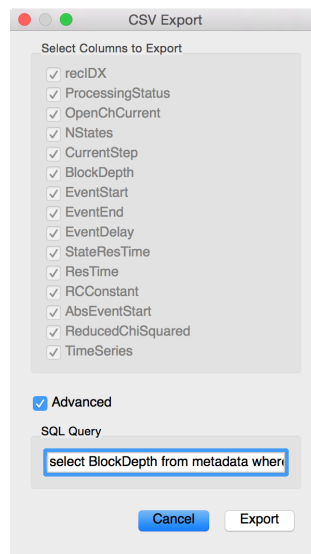 CSV Export
Select Columns to Export
recIDX
ProcessingStatus
OpenChCurrent
NStates
CurrentStep
BlockDepth
EventStart
EventEnd
EventDelay
StateResTime
ResTime
RCConstant
AbsEventStart
ReducedChiSquared
TimeSeries
Advanced
SQL Query
select BlockDepth from metadata where
Cancel Export